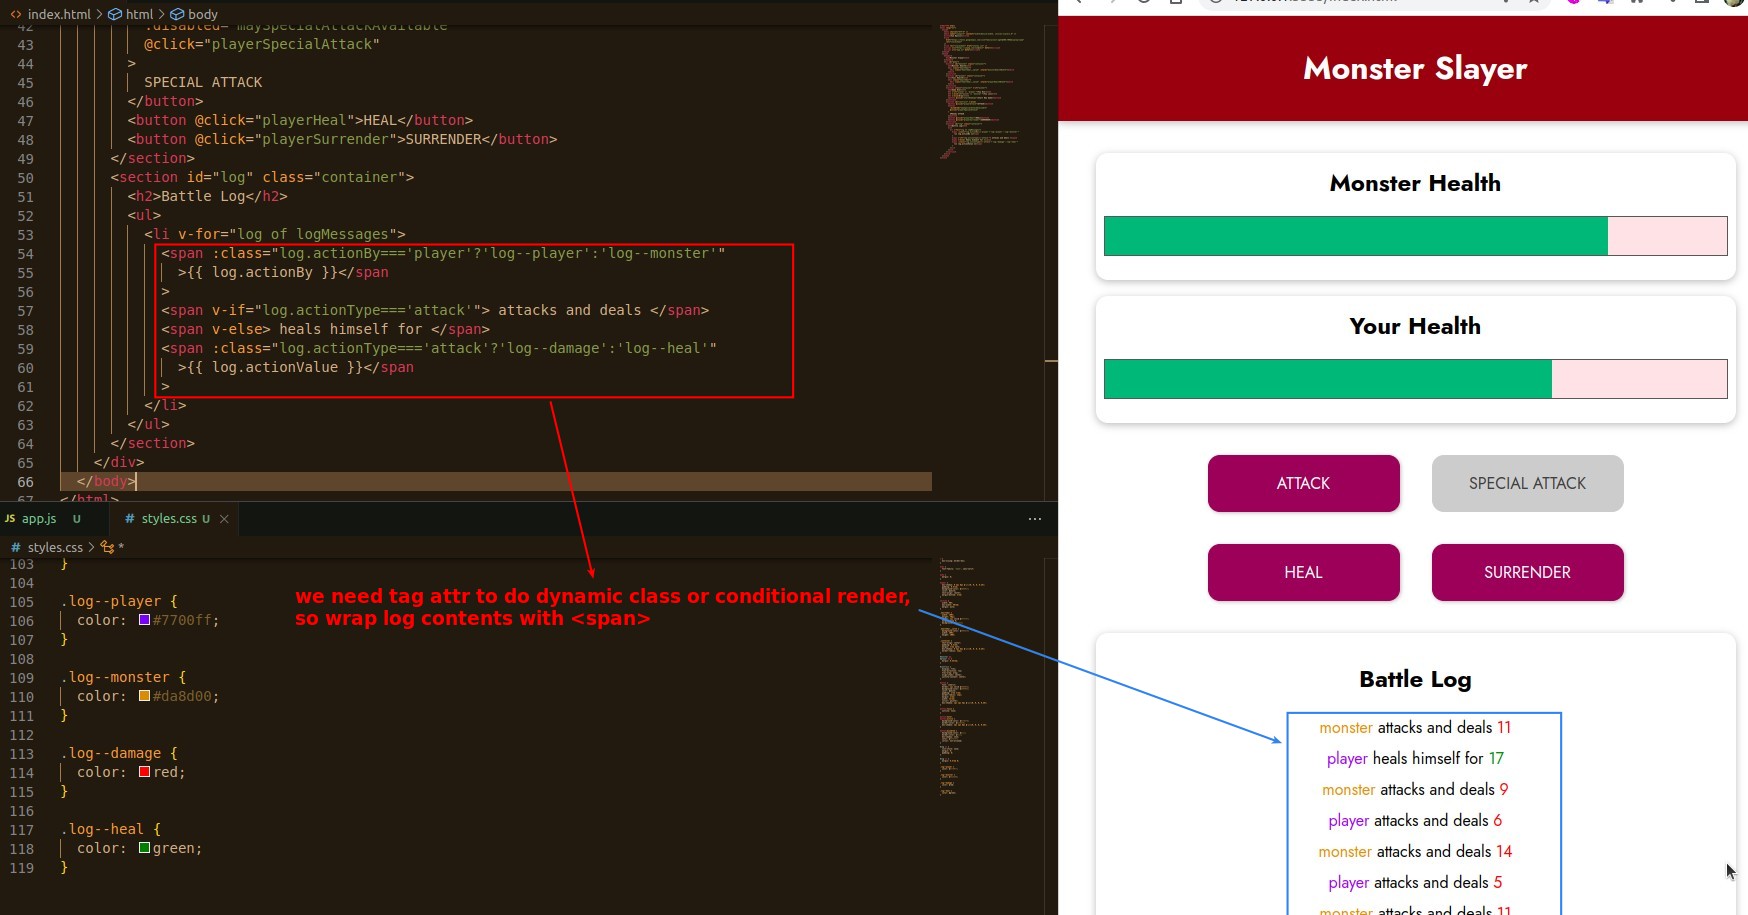 index.html > html > body
42 :disabled="maySpecialAttackAvailable"
43 @click="playerSpecialAttack"
44 >
45 SPECIAL ATTACK
46 </button>
47 <button @click="playerHeal">HEAL</button>
48 <button @click="playerSurrender">SURRENDER</button>
49 </section>
50 <section id="log" class="container">
51 <h2>Battle Log</h2>
52 <ul>
53 <li v-for="log of logMessages">
54 <span :class="log.actionBy==='player'?'log--player':'log--monster'"
55 >{{ log.actionBy }}</span
56 >
57 <span v-if="log.actionType==='attack'"> attacks and deals </span>
58 <span v-else> heals himself for </span>
59 <span :class="log.actionType==='attack'?'log--damage':'log--heal'"
60 >{{ log.actionValue }}</span
61 >
62 </li>
63 </ul>
64 </section>
65 </div>
66 </body>
67 </html>
JS app.js U # styles.css U
# styles.css > *
103 }
104
105 .log--player {
106 color: #7700ff;
107 }
108
109 .log--monster {
110 color: #da8d00;
111 }
112
113 .log--damage {
114 color: red;
115 }
116
117 .log--heal {
118 color: green;
119 }
we need tag attr to do dynamic class or conditional render,
so wrap log contents with <span>
Monster Slayer
Monster Health
Your Health
ATTACK
SPECIAL ATTACK
HEAL
SURRENDER
Battle Log
monster attacks and deals 11
player heals himself for 17
monster attacks and deals 9
player attacks and deals 6
monster attacks and deals 14
player attacks and deals 5
monster attacks and deals 11